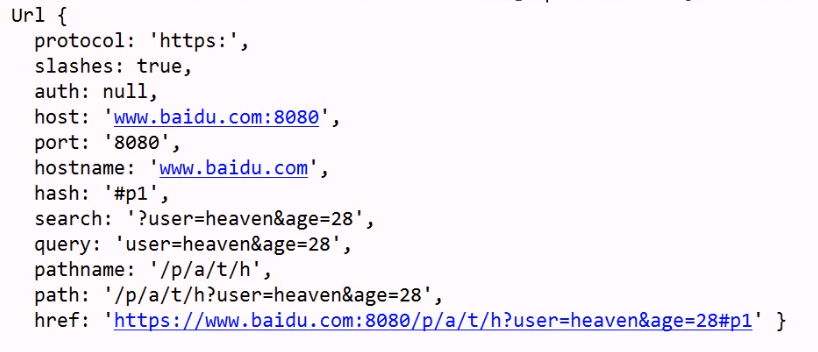 Url {
  protocol: 'https:',
  slashes: true,
  auth: null,
  host: 'www.baidu.com:8080',
  port: '8080',
  hostname: 'www.baidu.com',
  hash: '#p1',
  search: '?user=heaven&age=28',
  query: 'user=heaven&age=28',
  pathname: '/p/a/t/h',
  path: '/p/a/t/h?user=heaven&age=28',
  href: 'https://www.baidu.com:8080/p/a/t/h?user=heaven&age=28#p1' }